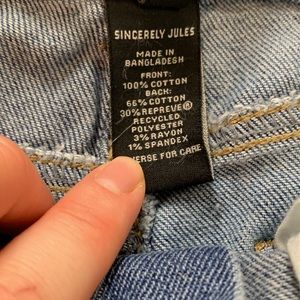 SINCERELY JULES
MADE IN
BANGLADESH
FRONT:
100% COTTON
BACK:
66% COTTON
30% REPREVE®
RECYCLED
POLYESTER
3% RAYON
1% SPANDEX
FOR CARE